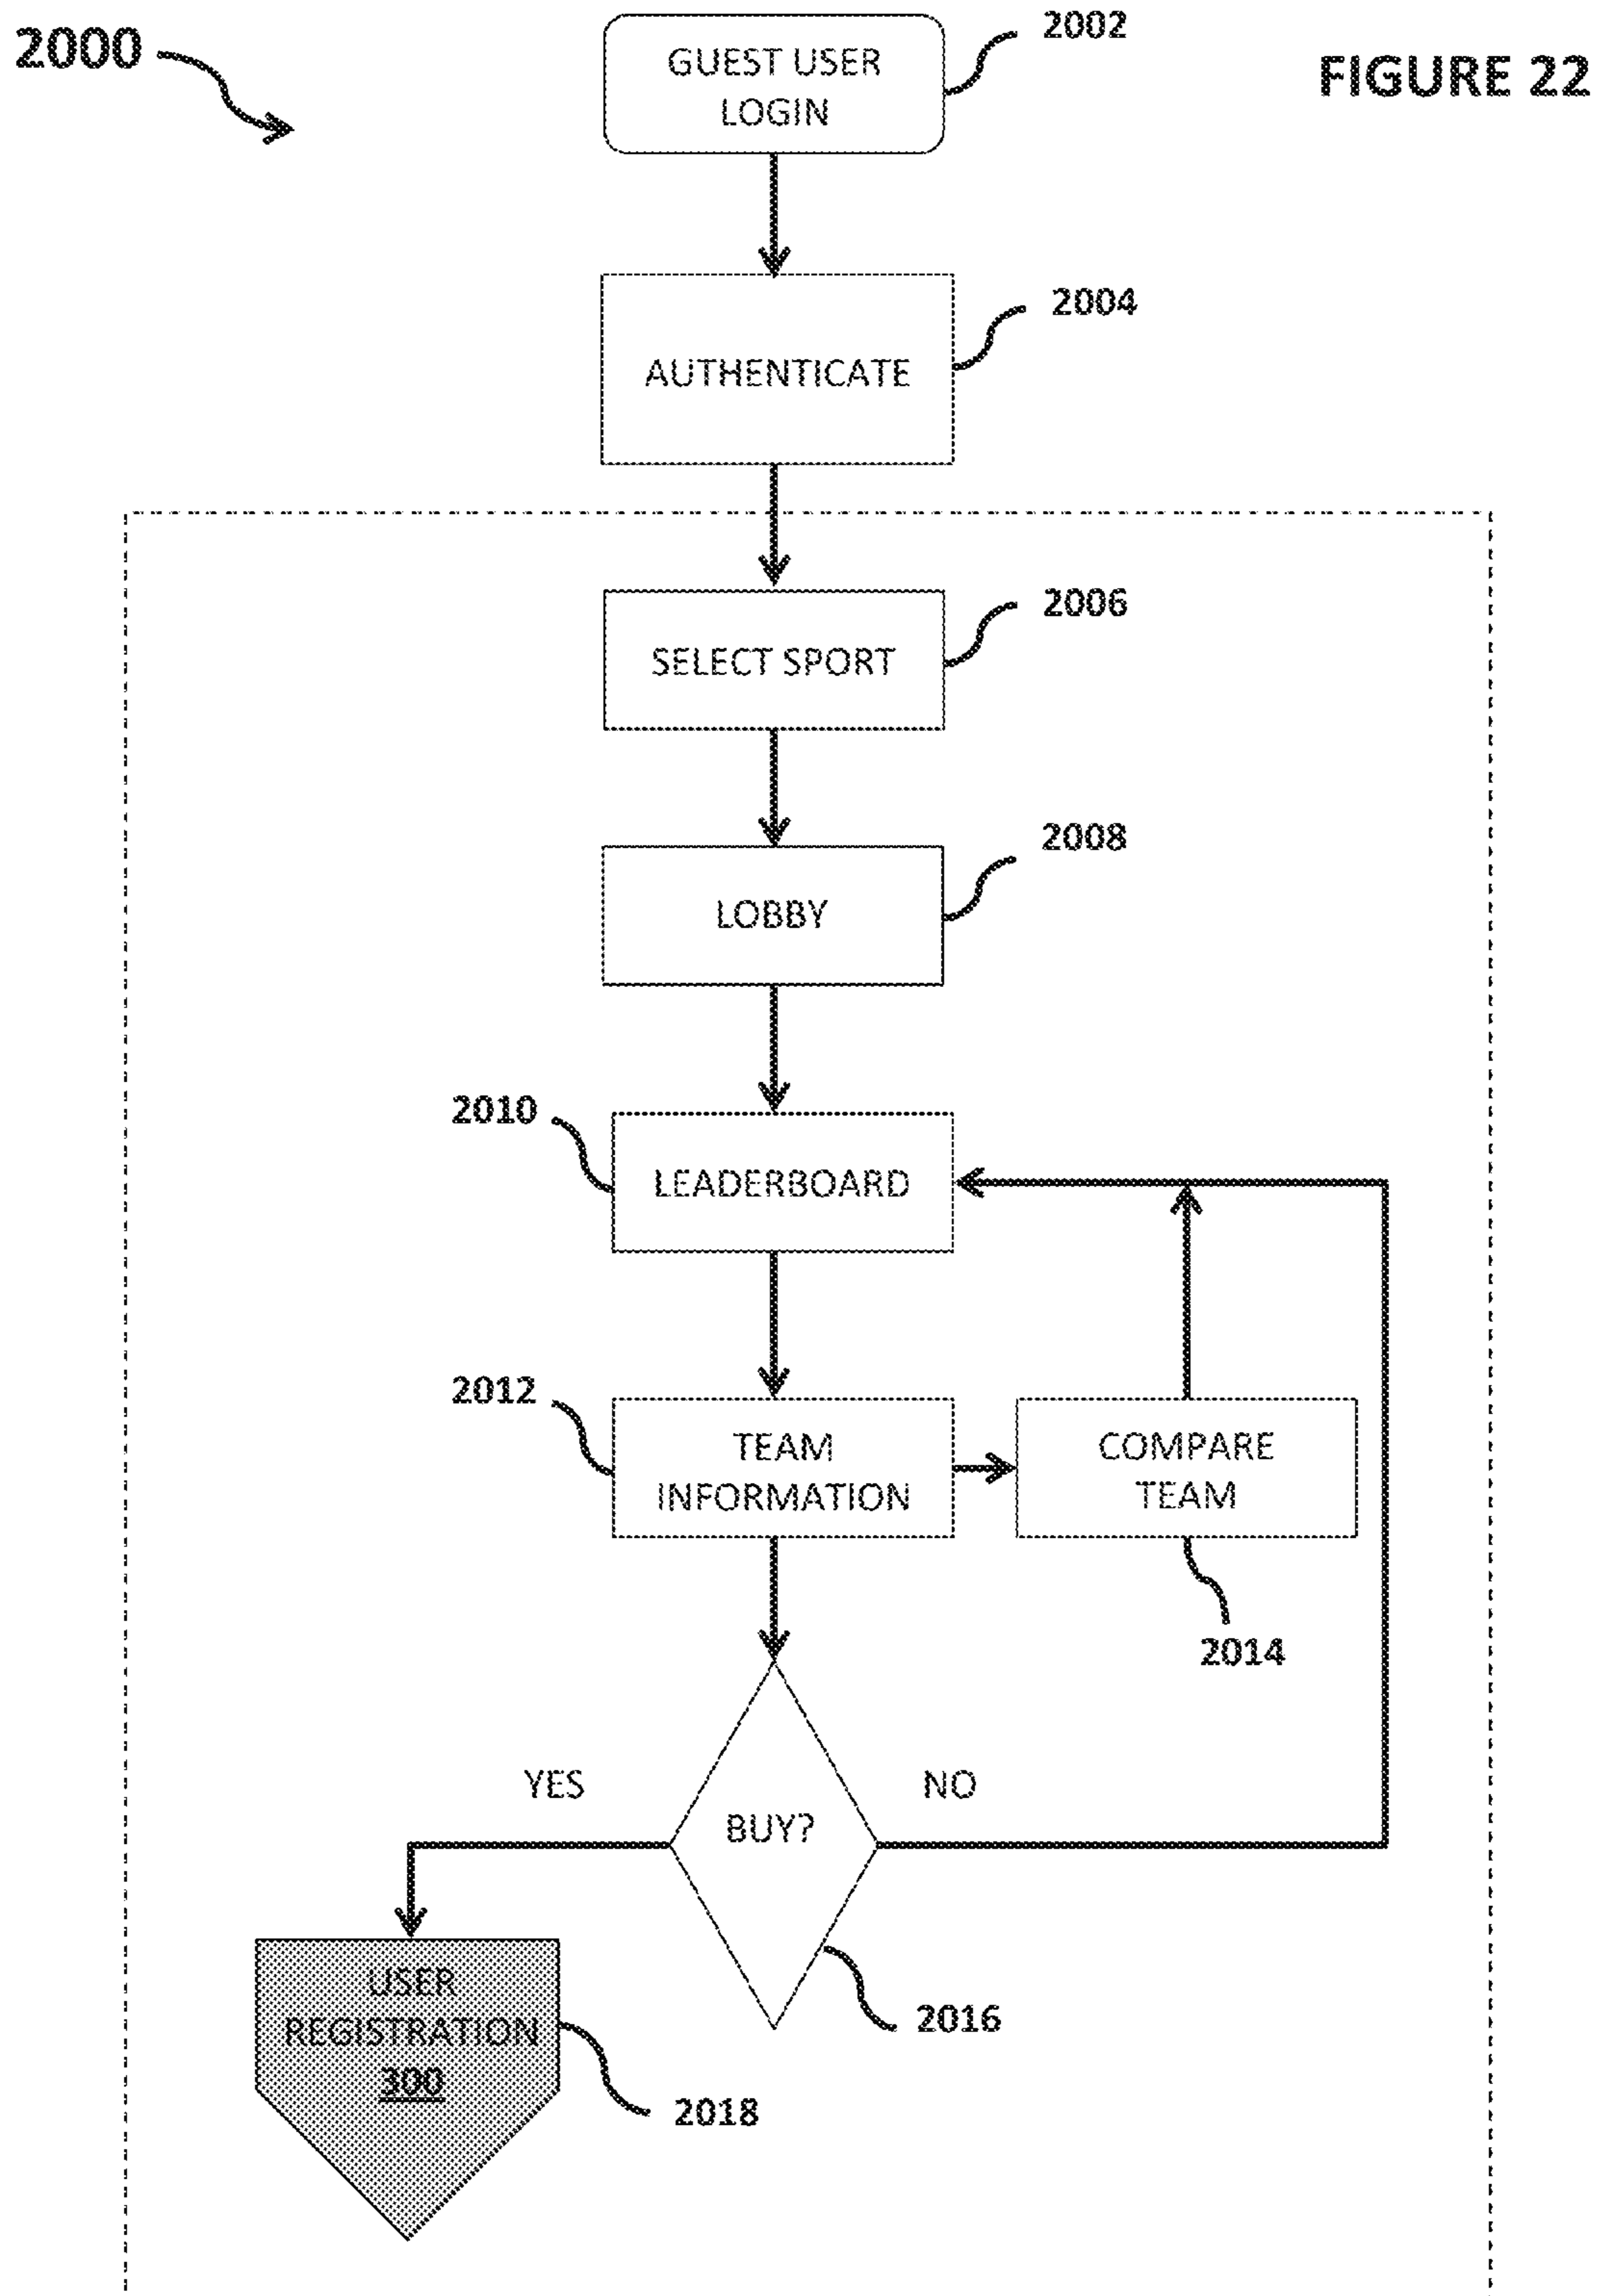 2000
GUEST USER
LOGIN
2002
FIGURE 22
AUTHENTICATE
2004
SELECT SPORT
2006
LOBBY
2008
2010
LEADERBOARD
2012
TEAM
INFORMATION
COMPARE
TEAM
2014
YES
BUY?
NO
2016
USER
REGISTRATION
300
2018